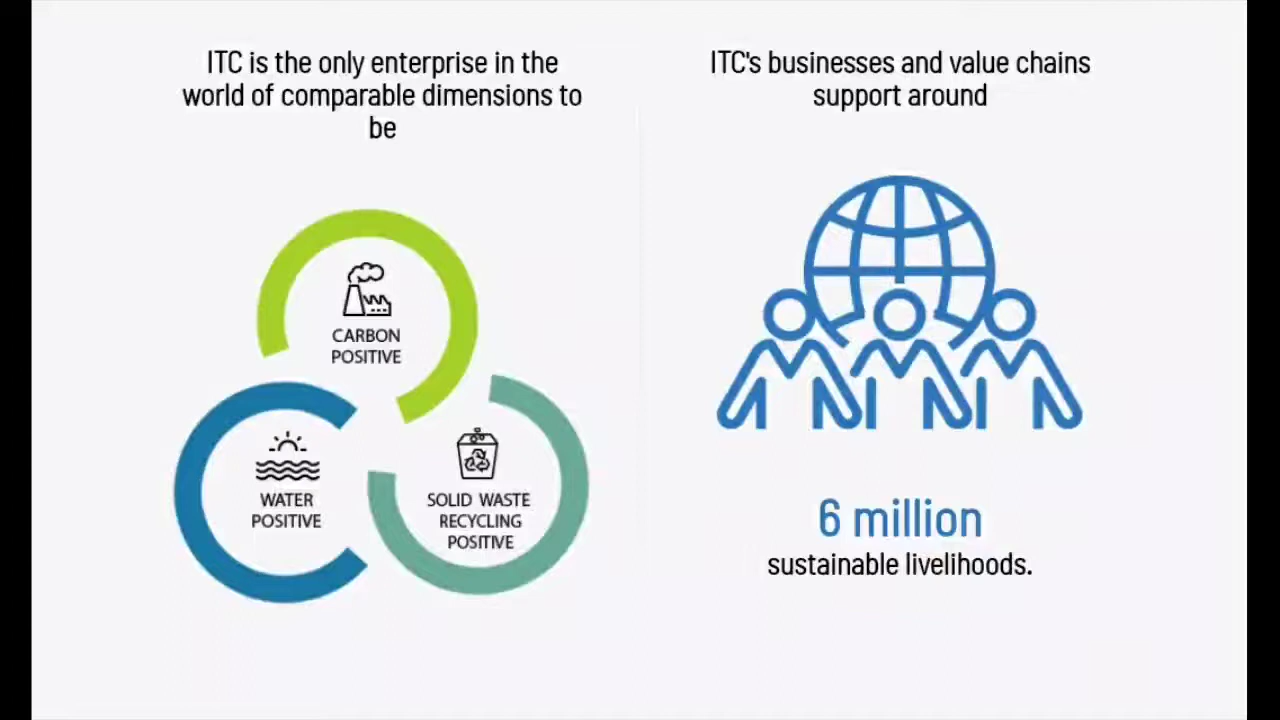 ITC is the only enterprise in the
world of comparable dimensions to
be
CARBON
POSITIVE
WATER
POSITIVE
SOLID WASTE
RECYCLING
POSITIVE
ITC's businesses and value chains
support around
6 million
sustainable livelihoods.